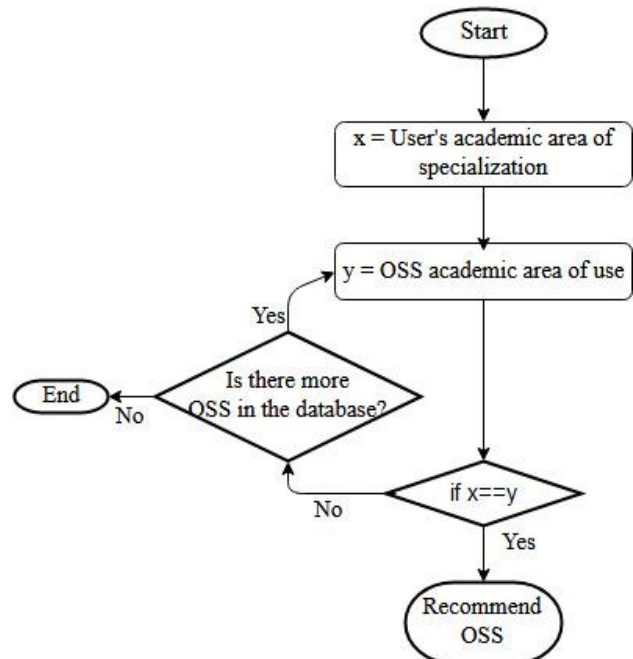 Start
x = User's academic area of
specialization
y = OSS academic area of use
Yes
Is there more
OSS in the database?
End
No
if x==y
No
Yes
Recommend
OSS